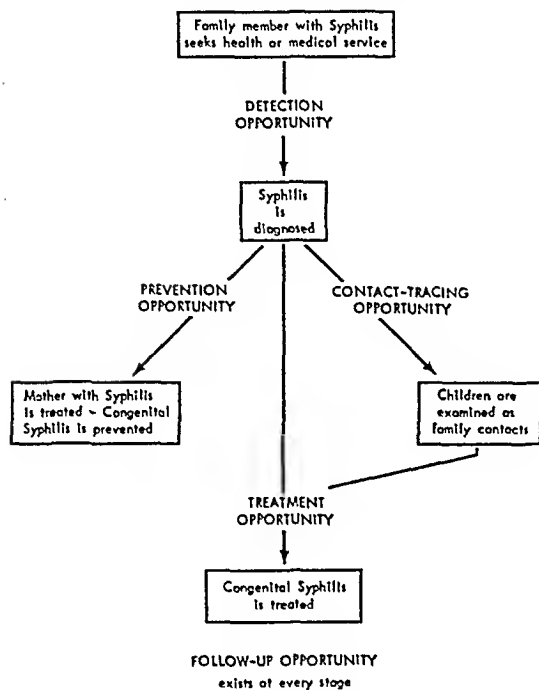 Family member with Syphilis
seeks health or medical service
DETECTION
OPPORTUNITY
Syphilis
is
diagnosed
PREVENTION
OPPORTUNITY
CONTACT-TRACING
OPPORTUNITY
Mother with Syphilis
is treated - Congenital
Syphilis is prevented
Children are
examined as
family contacts
TREATMENT
OPPORTUNITY
Congenital Syphilis
is treated
FOLLOW-UP OPPORTUNITY
exists at every stage